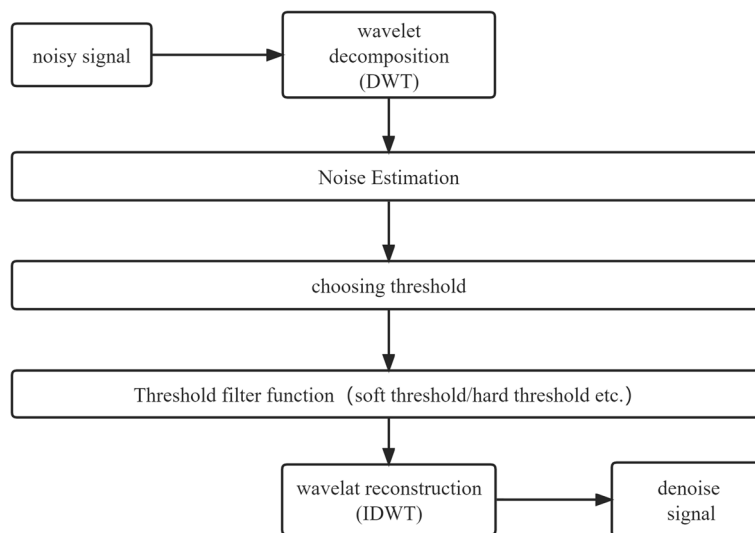 noisy signal
wavelet
decomposition
(DWT)
Noise Estimation
choosing threshold
Threshold filter function（soft threshold/hard threshold etc.）
wavelat reconstruction
(IDWT)
denoise
signal